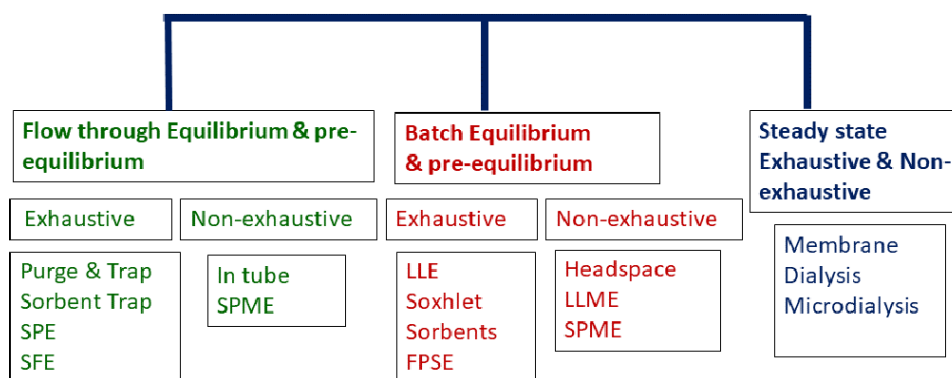 Flow through Equilibrium & pre-
equilibrium
Batch Equilibrium
& pre-equilibrium
Steady state
Exhaustive & Non-
exhaustive
Exhaustive
Non-exhaustive
Exhaustive
Non-exhaustive
Purge & Trap
Sorbent Trap
SPE
SFE
In tube
SPME
LLE
Soxhlet
Sorbents
FPSE
Headspace
LLME
SPME
Membrane
Dialysis
Microdialysis